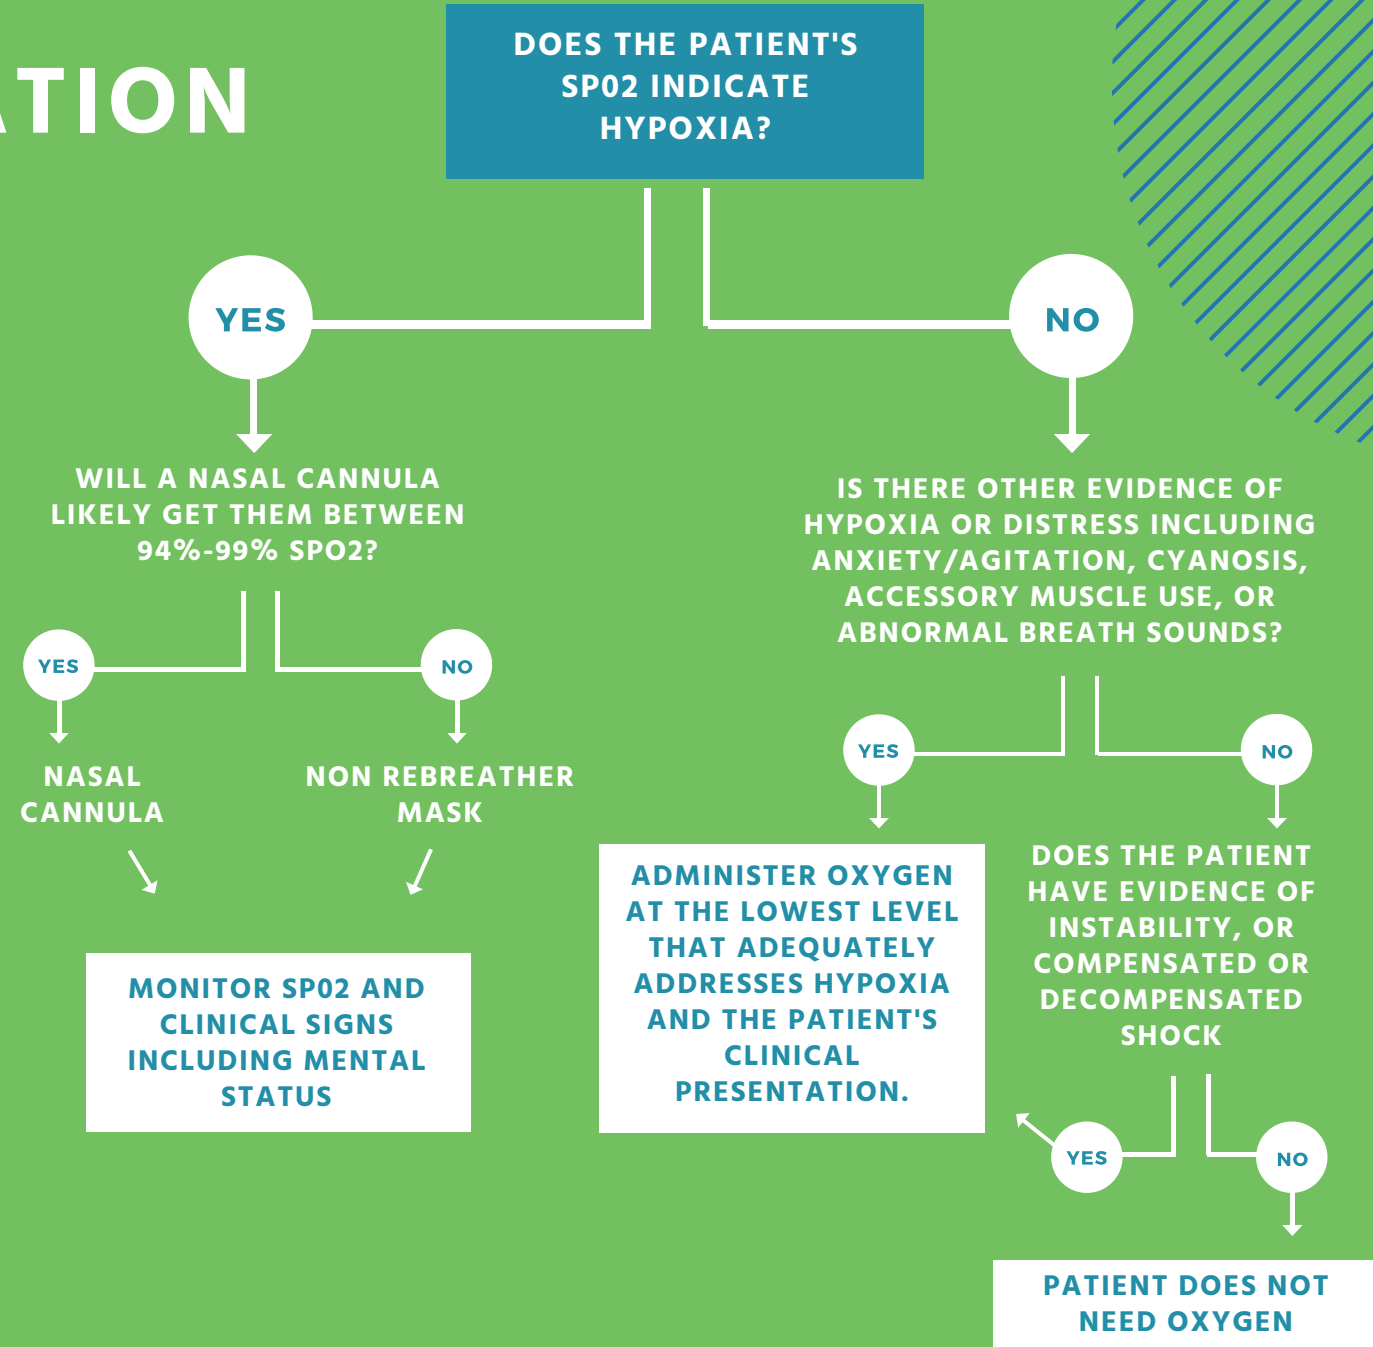 ATION
DOES THE PATIENT'S
SP02 INDICATE
HYPOXIA?
YES
NO
WILL A NASAL CANNULA
LIKELY GET THEM BETWEEN
94%-99% SPO2?
YES
NO
NASAL
CANNULA
NON REBREATHER
MASK
MONITOR SP02 AND
CLINICAL SIGNS
INCLUDING MENTAL
STATUS
IS THERE OTHER EVIDENCE OF
HYPOXIA OR DISTRESS INCLUDING
ANXIETY/AGITATION, CYANOSIS,
ACCESSORY MUSCLE USE, OR
ABNORMAL BREATH SOUNDS?
YES
NO
ADMINISTER OXYGEN
AT THE LOWEST LEVEL
THAT ADEQUATELY
ADDRESSES HYPOXIA
AND THE PATIENT'S
CLINICAL
PRESENTATION.
DOES THE PATIENT
HAVE EVIDENCE OF
INSTABILITY, OR
COMPENSATED OR
DECOMPENSATED
SHOCK
YES
NO
PATIENT DOES NOT
NEED OXYGEN